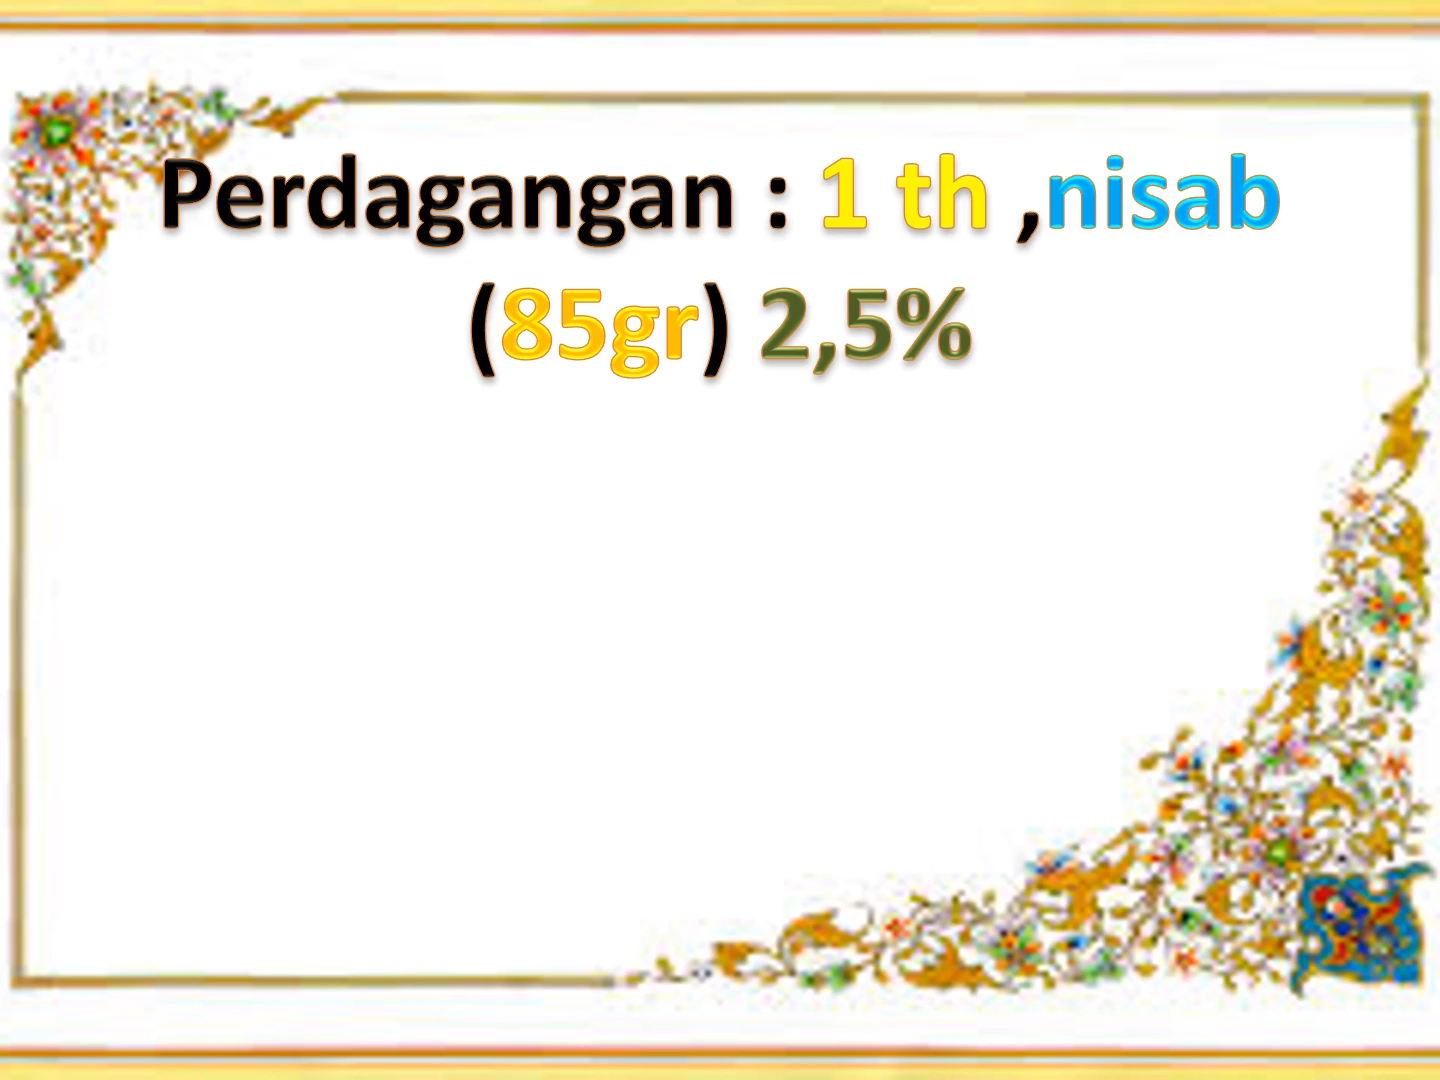 Perdagangan : 1 th ,nisab
(85gr) 2,5%